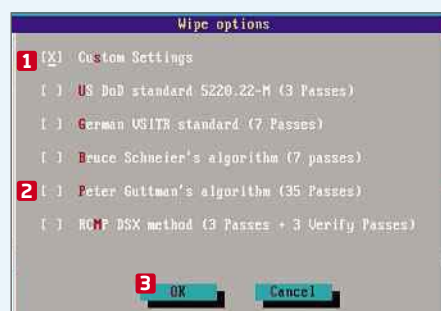 Wipe options
1 [X] Custom Settings
[ ] US DoD standard 5220.22-M (3 Passes)
[ ] German VSITR standard (7 Passes)
[ ] Bruce Schneier's algorithm (7 passes)
2 [ ] Peter Guttman's algorithm (35 Passes)
[ ] RCMP DSX method (3 Passes + 3 Verify Passes)
3 OK Cancel